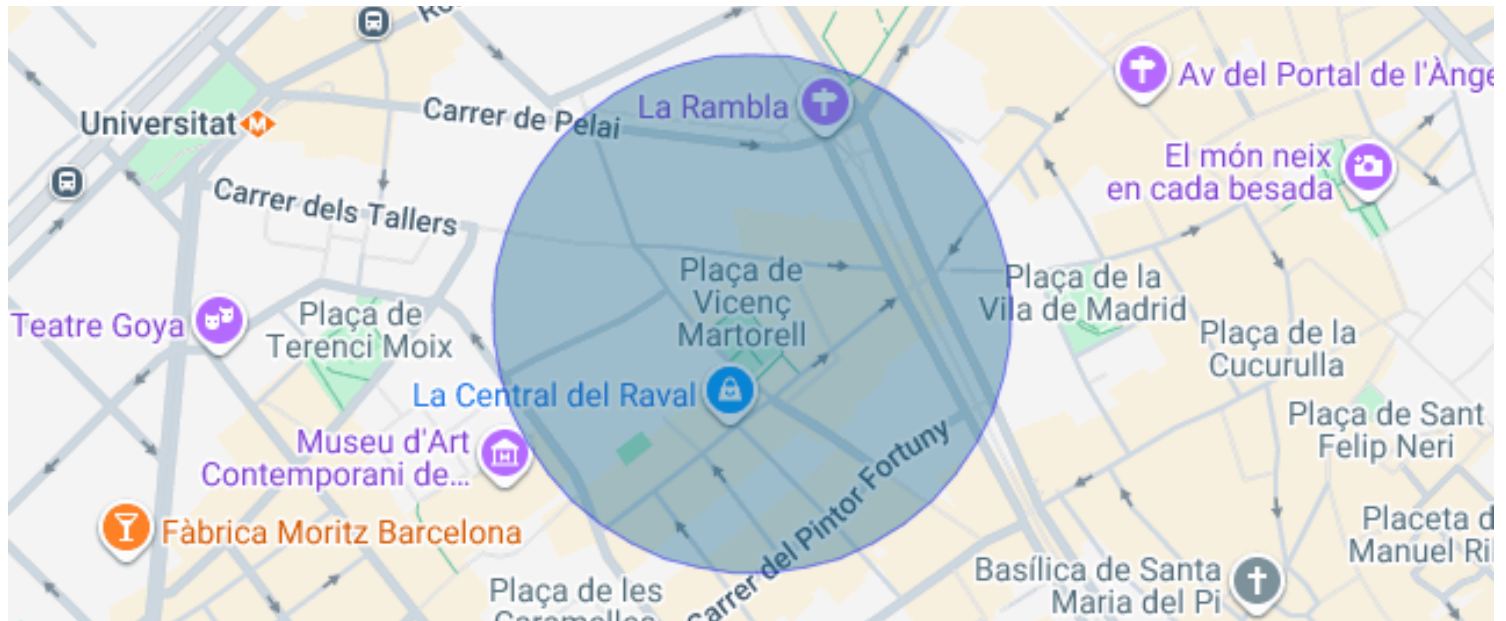 Universitat
Carrer de Pelai
La Rambla
Av del Portal de l'Ànge
El món neix
en cada besada
Carrer dels Tallers
Plaça de
Vicenç
Martorell
Plaça de la
Vila de Madrid
Teatre Goya
Plaça de
Terenci Moix
Plaça de la
Cucurulla
La Central del Raval
Museu d'Art
Contemporani de...
Plaça de Sant
Felip Neri
Carrer del Pintor Fortuny
Fàbrica Moritz Barcelona
Placeta d
Manuel Ri
Basílica de Santa
Maria del Pi
Plaça de les
Caramelles